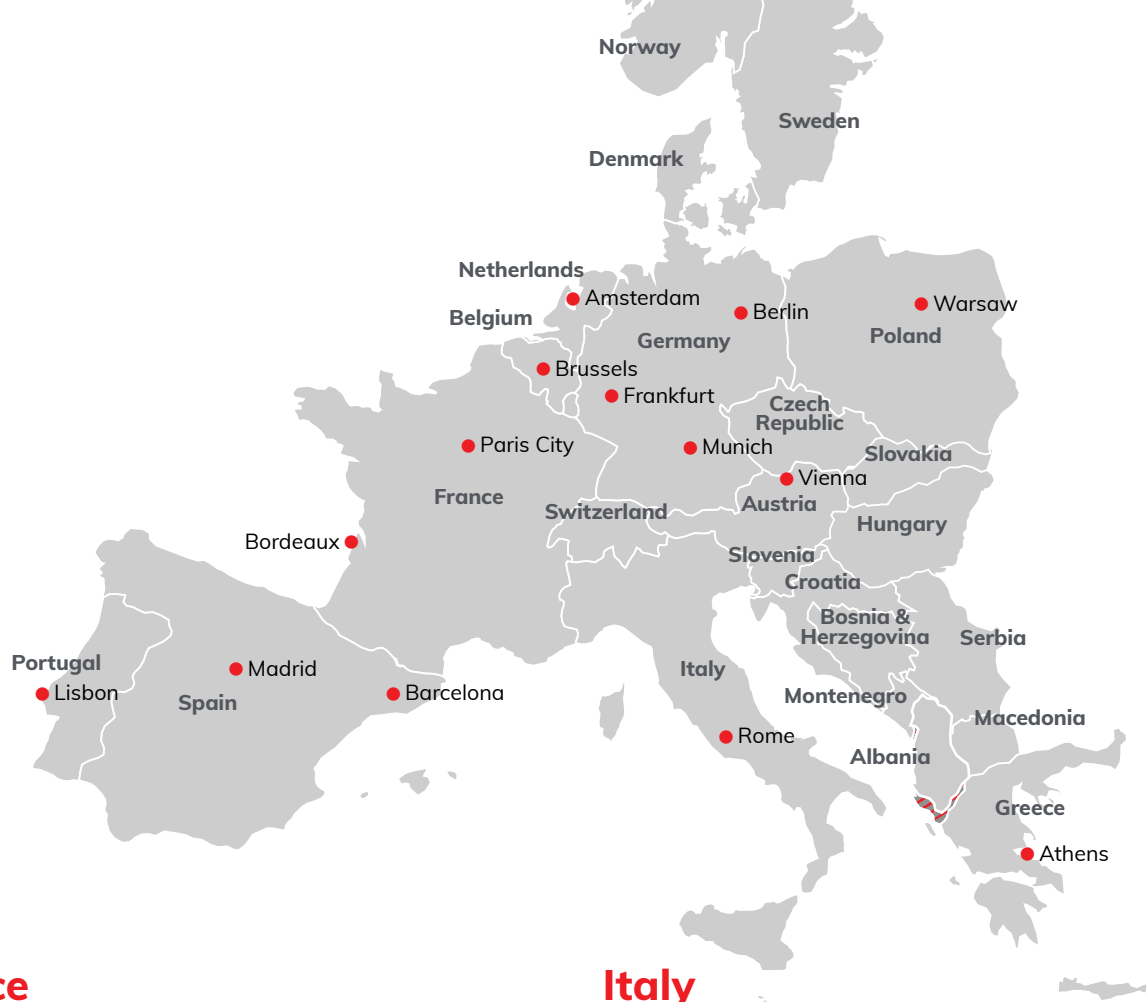 Norway
Sweden
Denmark
Netherlands
Amsterdam
Berlin
Warsaw
Belgium
Germany
Poland
Brussels
Frankfurt
Czech
Republic
Paris City
Munich
Slovakia
Vienna
France
Switzerland
Austria
Hungary
Bordeaux
Slovenia
Croatia
Bosnia &
Herzegovina
Serbia
Portugal
Madrid
Italy
Lisbon
Spain
Barcelona
Montenegro
Macedonia
Rome
Albania
Greece
Athens
ce
Italy